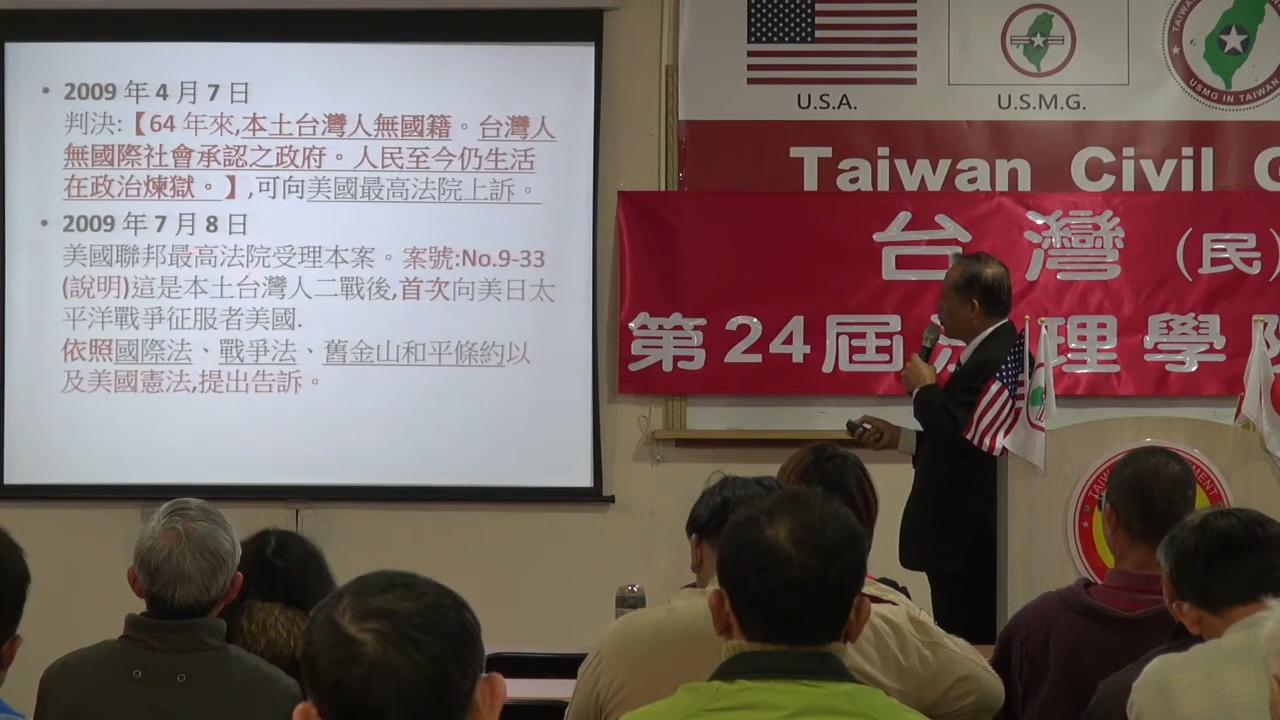 • 2009 年 4 月 7 日
判決:【64 年來,本土台灣人無國籍。台灣人
無國際社會承認之政府。人民至今仍生活
在政治煉獄。】,可向美國最高法院上訴。
• 2009 年 7 月 8 日
美國聯邦最高法院受理本案。案號:No.9-33
(說明)這是本土台灣人二戰後,首次向美日太
平洋戰爭征服者美國.
依照國際法、戰爭法、舊金山和平條約以
及美國憲法,提出告訴。
U.S.A.
U.S.M.G.
USMG IN TAIWAN
Taiwan Civil G
台灣(民)
第24屆 理學院